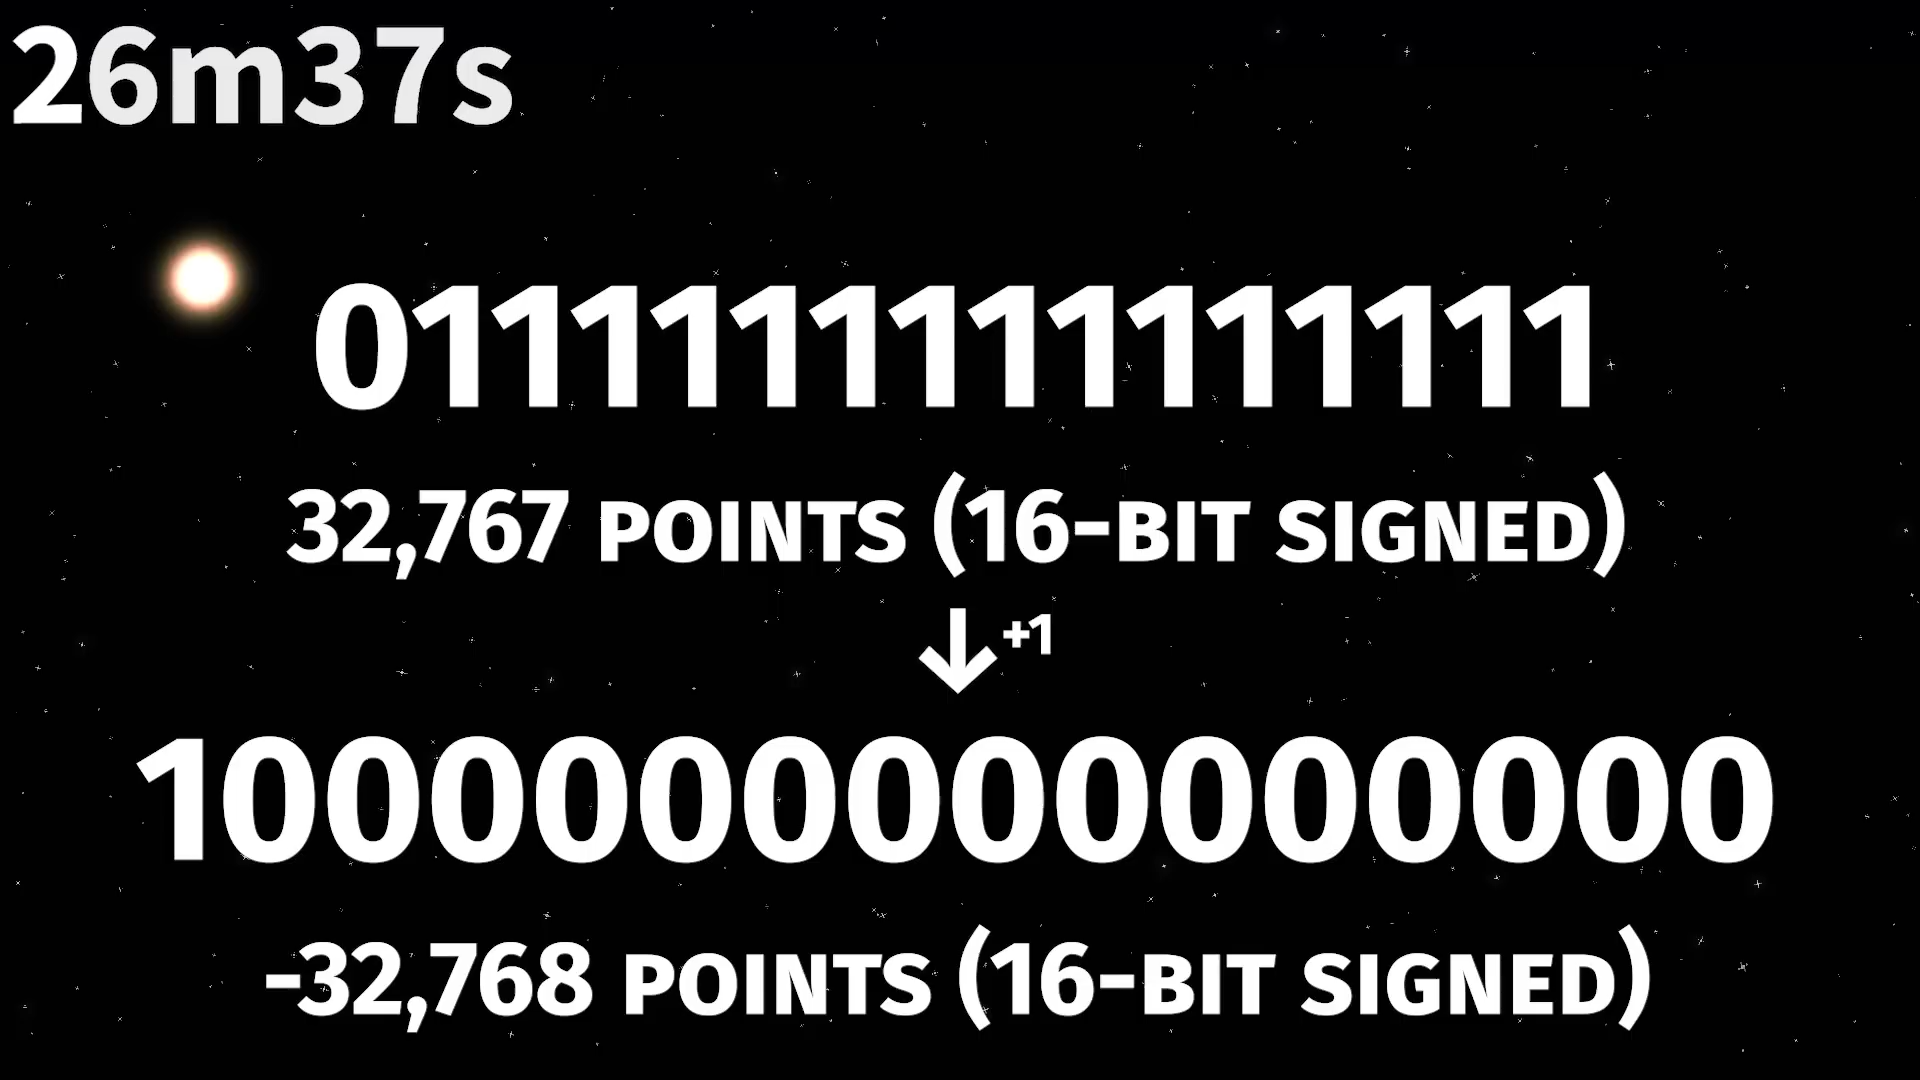 26m37s
0111111111111111
32,767 POINTS (16-BIT SIGNED)
↓+1
1000000000000000
-32,768 POINTS (16-BIT SIGNED)